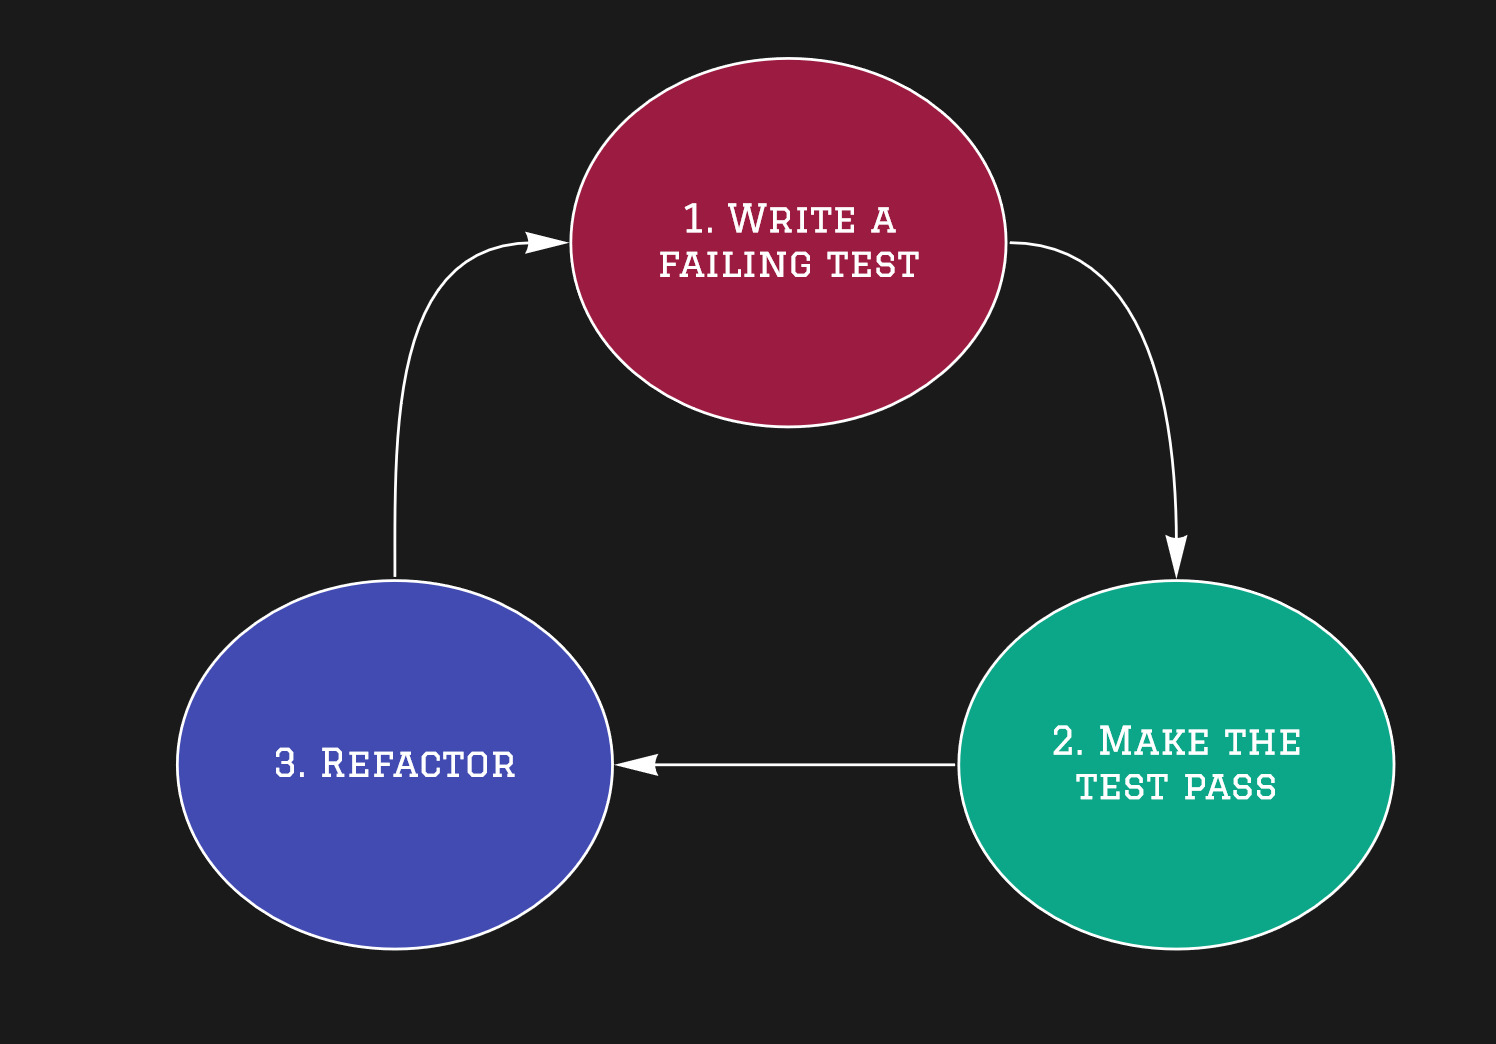 1. Write a
failing test
2. Make the
test pass
3. Refactor